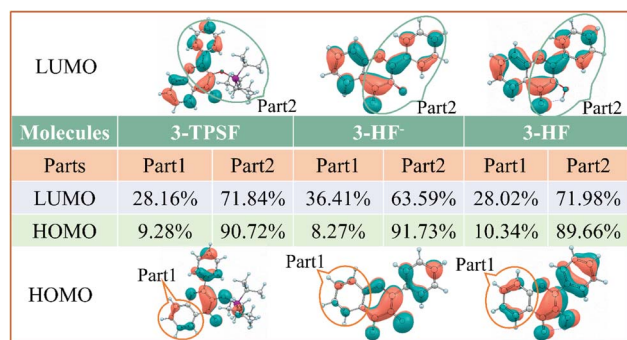 LUMO
Part2 Part2 Part2
Molecules 3-TPSF 3-HF⁻ 3-HF
Parts Part1 Part2 Part1 Part2 Part1 Part2
LUMO 28.16% 71.84% 36.41% 63.59% 28.02% 71.98%
HOMO 9.28% 90.72% 8.27% 91.73% 10.34% 89.66%
Part1 Part1 Part1
HOMO